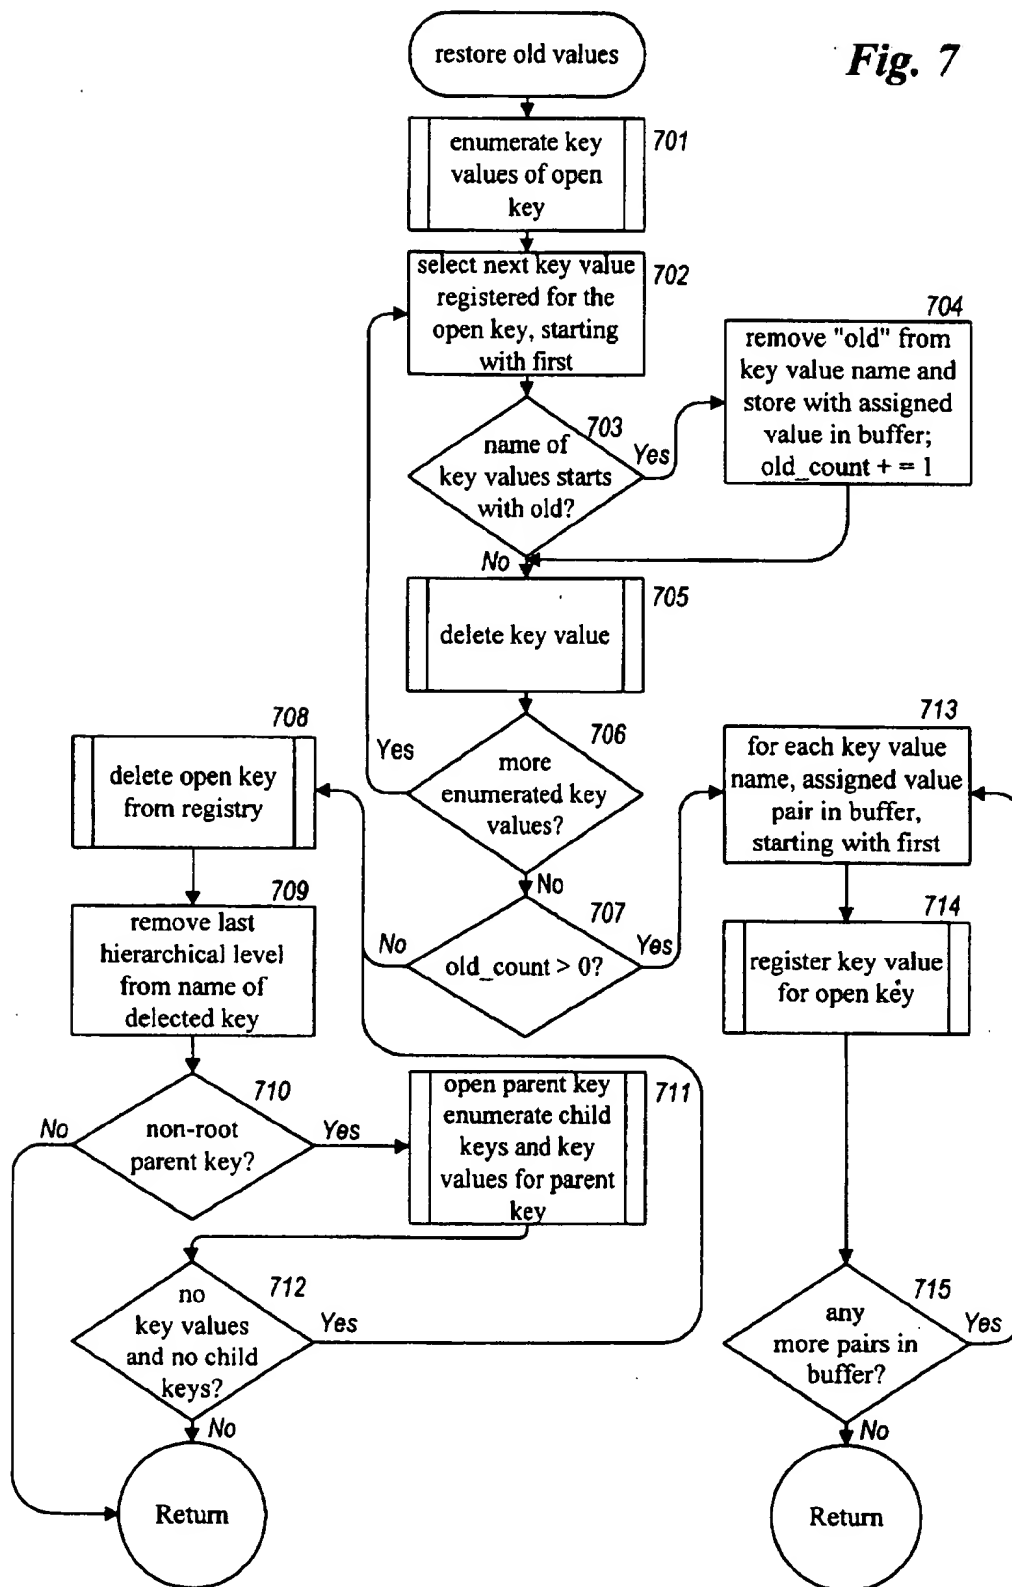 restore old values
Fig. 7
enumerate key
values of open
key
701
select next key value
registered for the
open key, starting
with first
702
703
name of
key values starts
with old?
Yes
No
704
remove "old" from
key value name and
store with assigned
value in buffer;
old_count + = 1
705
delete key value
706
more
enumerated key
values?
Yes
No
707
old_count > 0?
No
Yes
708
delete open key
from registry
709
remove last
hierarchical level
from name of
delected key
710
non-root
parent key?
No
Yes
711
open parent key
enumerate child
keys and key
values for parent
key
712
no
key values
and no child
keys?
Yes
No
Return
713
for each key value
name, assigned value
pair in buffer,
starting with first
714
register key value
for open key
715
any
more pairs in
buffer?
Yes
No
Return